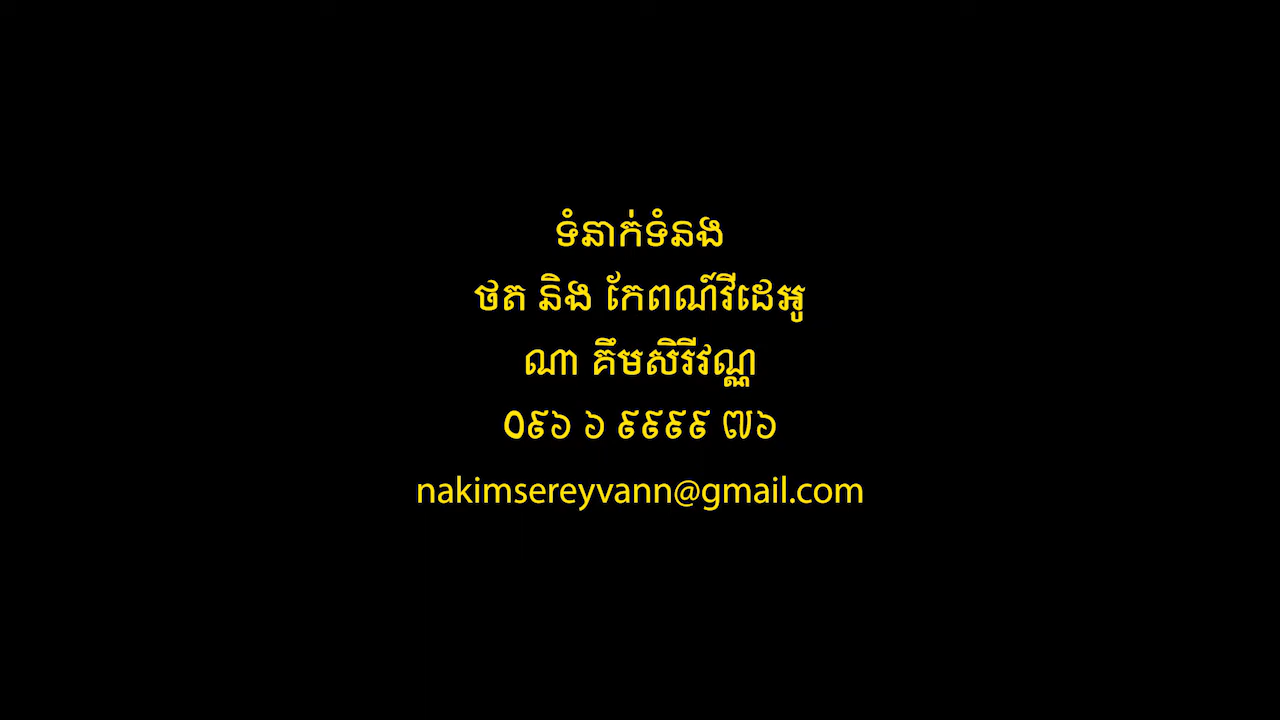 ទំនាក់ទំនង
ថត និង កែពណ៌វីដេអូ
ណា គឹមសិរីវណ្ណ
០៩៦ ៦ ៩៩៩៩ ៧៦
nakimsereyvann@gmail.com